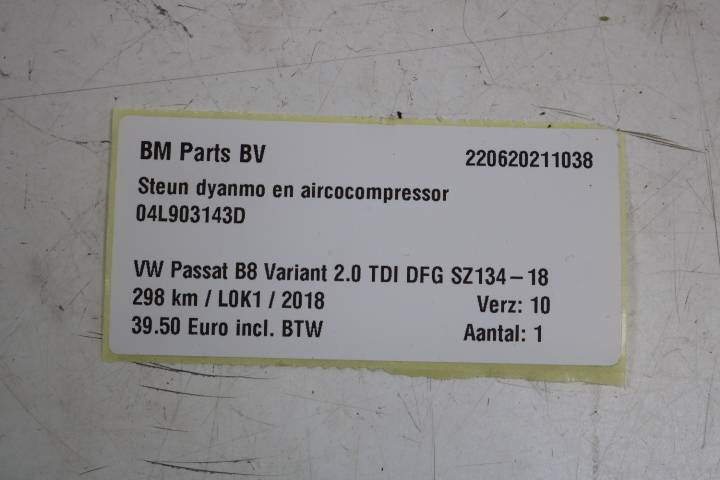 BM Parts BV 220620211038
Steun dyanmo en aircocompressor
04L903143D
VW Passat B8 Variant 2.0 TDI DFG SZ134-18
298 km / L0K1 / 2018 Verz: 10
39.50 Euro incl. BTW Aantal: 1